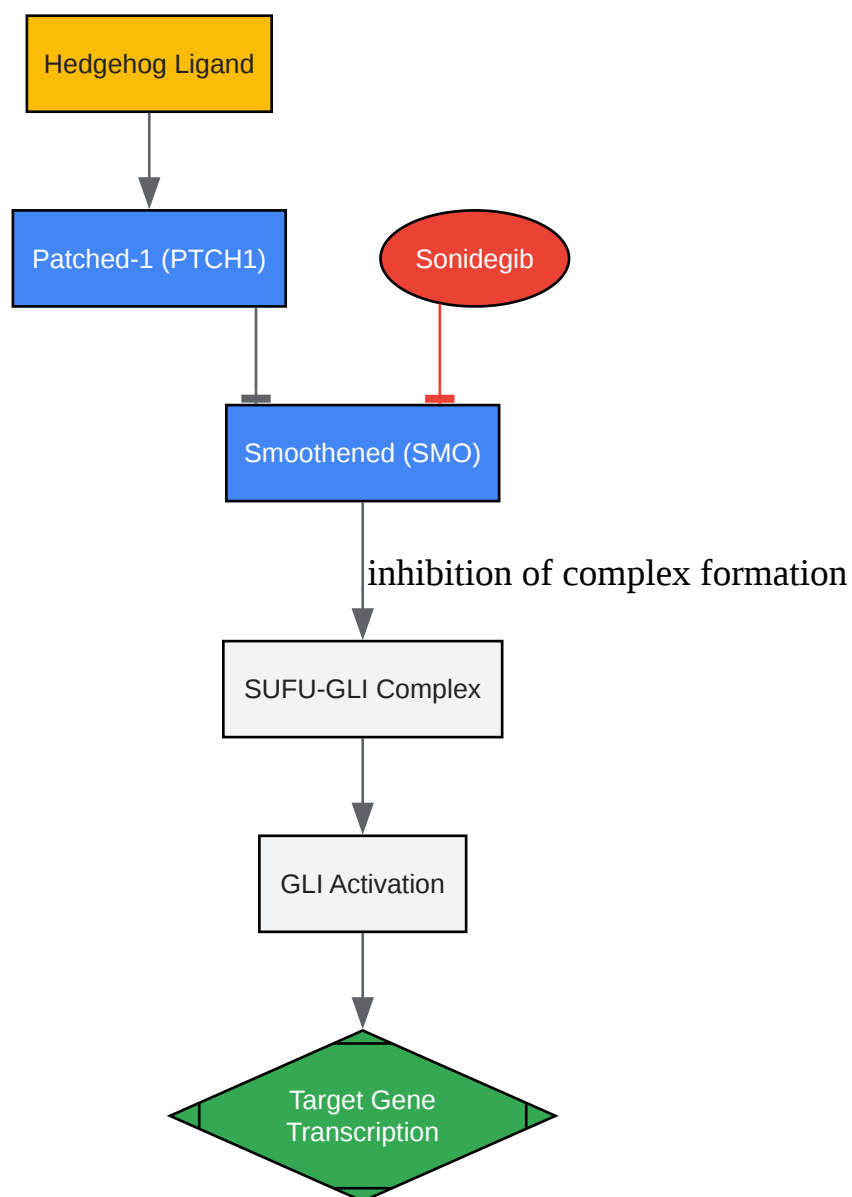 Hedgehog Ligand
Patched-1 (PTCH1)
Sonidegib
Smoothened (SMO)
inhibition of complex formation
SUFU-GLI Complex
GLI Activation
Target Gene
Transcription